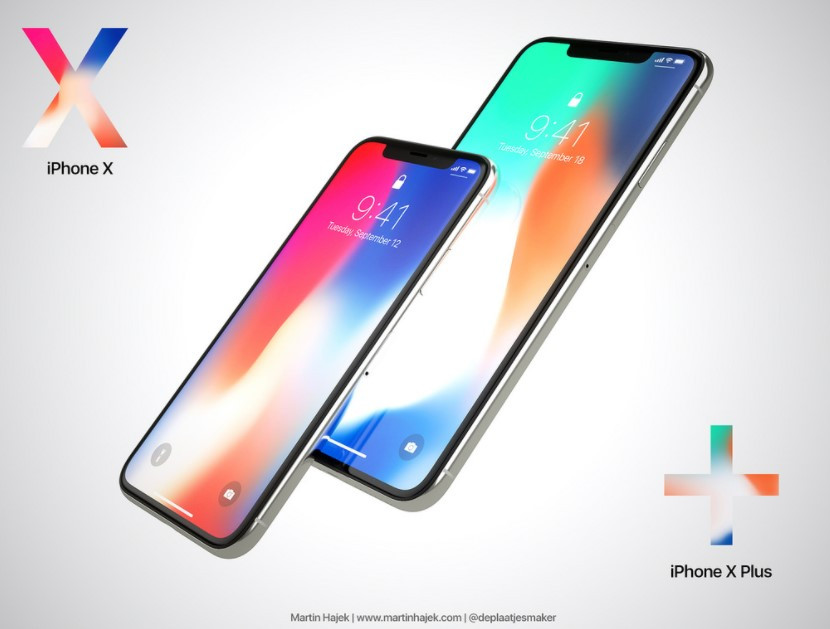 X
iPhone X
9:41
Tuesday, September 18
9:41
Tuesday, September 12
iPhone X Plus
Martin Hajek | www.martinhajek.com | @deplaatjesmaker